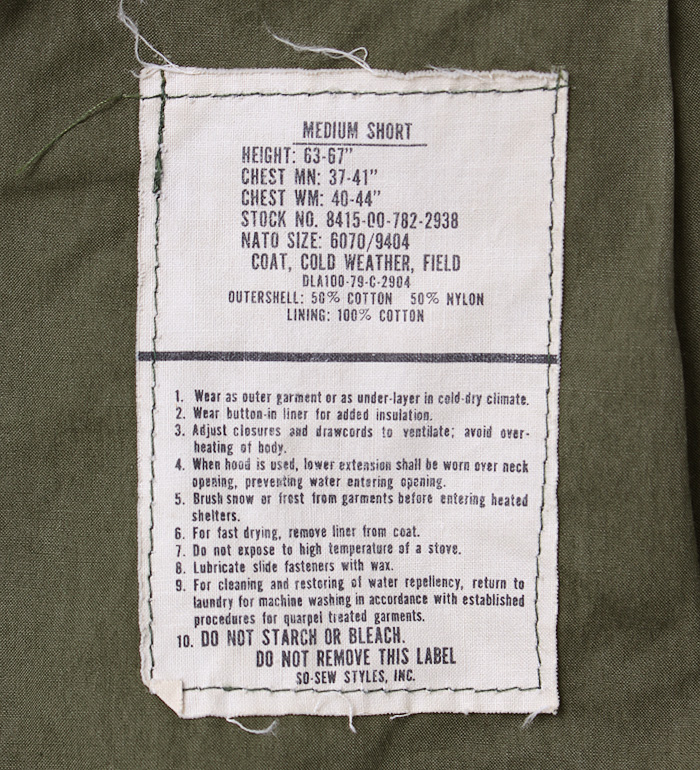 MEDIUM SHORT
HEIGHT: 63-67"
CHEST MN: 37-41"
CHEST WM: 40-44"
STOCK NO. 8415-00-782-2938
NATO SIZE: 6070/9404
COAT, COLD WEATHER, FIELD
DLA100-79-C-2904
OUTERSHELL: 50% COTTON 50% NYLON
LINING: 100% COTTON
1. Wear as outer garment or as under-layer in cold-dry climate.
2. Wear button-in liner for added insulation.
3. Adjust closures and drawcords to ventilate; avoid over-
heating of body.
4. When hood is used, lower extension shall be worn over neck
opening, preventing water entering opening.
5. Brush snow or frost from garments before entering heated
shelters.
6. For fast drying, remove liner from coat.
7. Do not expose to high temperature of a stove.
8. Lubricate slide fasteners with wax.
9. For cleaning and restoring of water repellency, return to
laundry for machine washing in accordance with established
procedures for quarpel treated garments.
10. DO NOT STARCH OR BLEACH.
DO NOT REMOVE THIS LABEL
SO-SEW STYLES, INC.